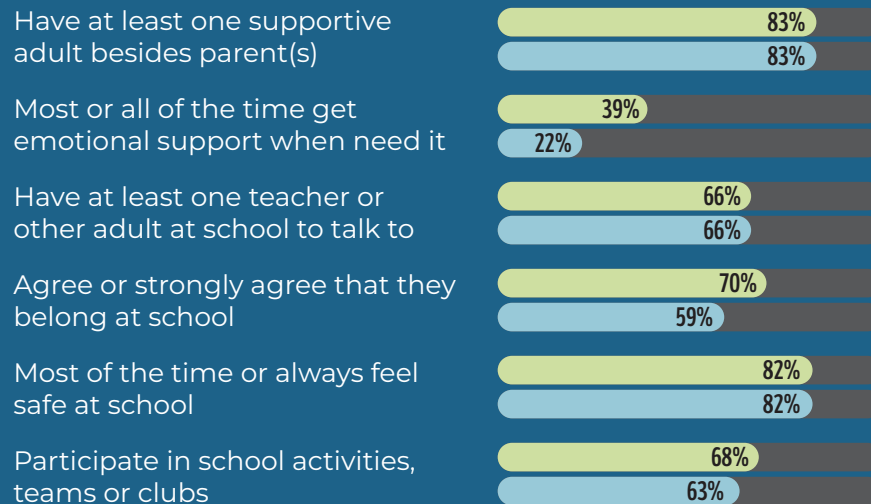 Have at least one supportive
adult besides parent(s)
83%
83%
Most or all of the time get
emotional support when need it
39%
22%
Have at least one teacher or
other adult at school to talk to
66%
66%
Agree or strongly agree that they
belong at school
70%
59%
Most of the time or always feel
safe at school
82%
82%
Participate in school activities,
teams or clubs
68%
63%